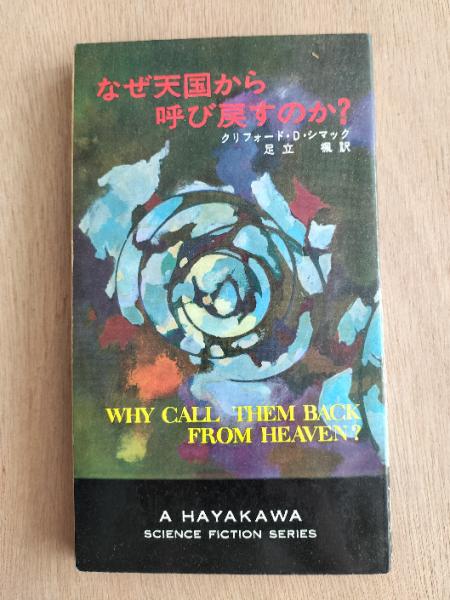 なぜ天国から
呼び戻すのか?
クリフォード・D・シマック
足立 楓訳
WHY CALL THEM BACK
FROM HEAVEN?
A HAYAKAWA
SCIENCE FICTION SERIES